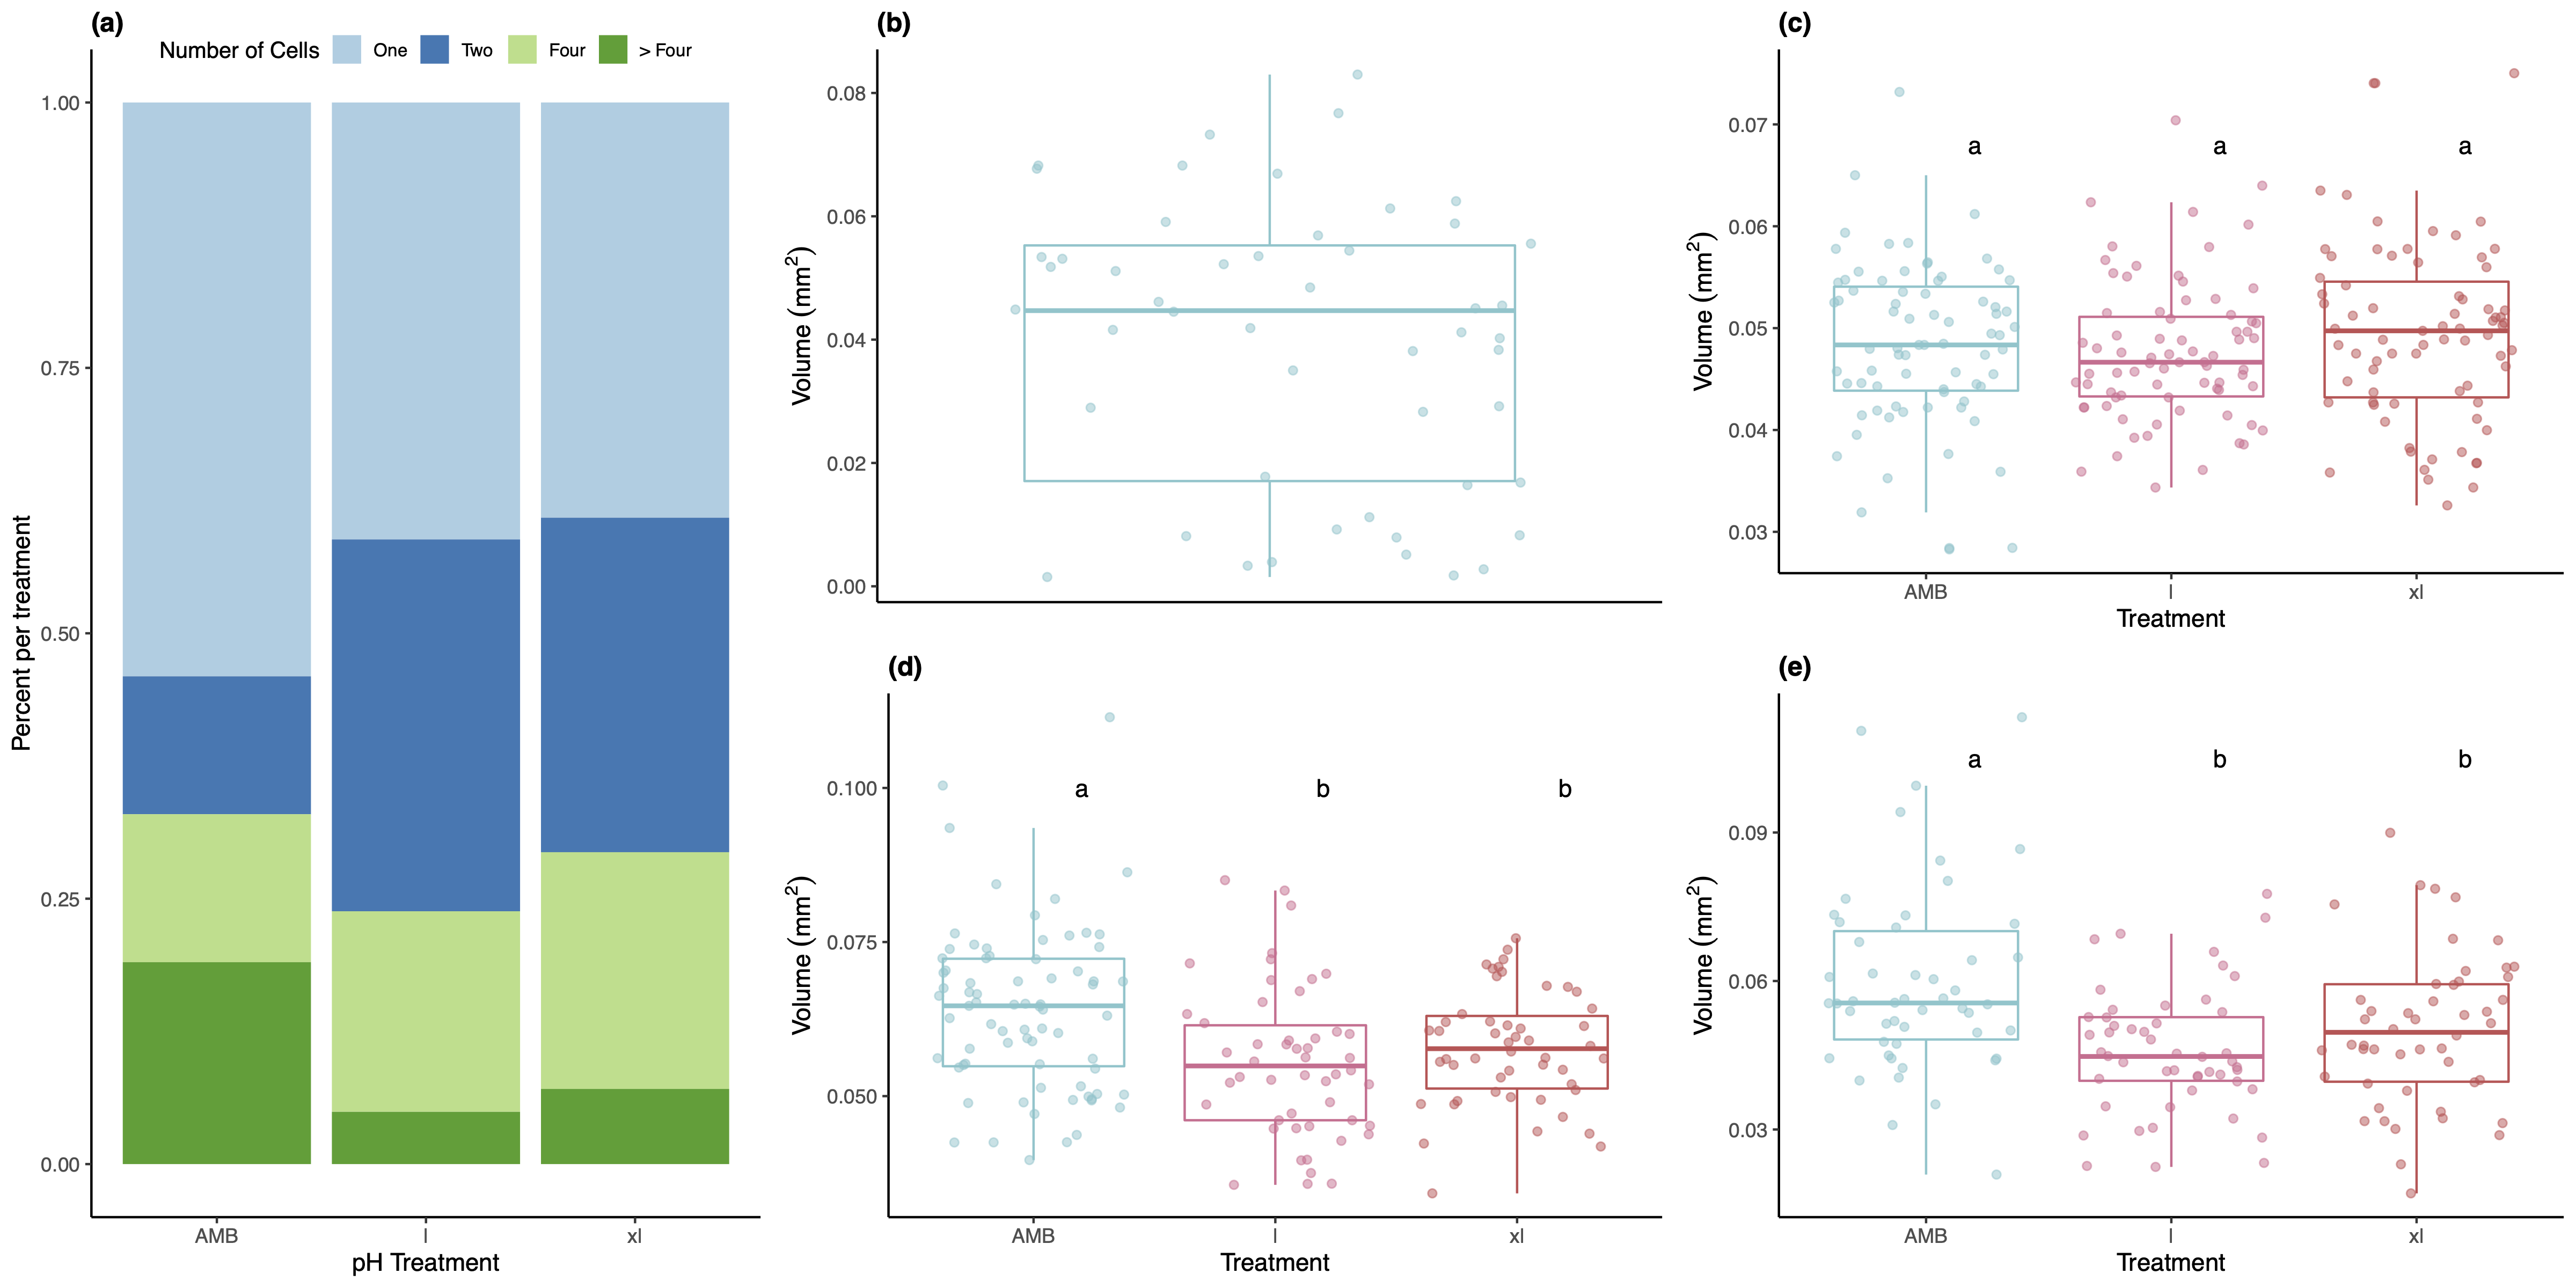 (a)
Number of Cells One Two Four > Four
1.00
0.75
0.50
0.25
0.00
Percent per treatment
AMB l xl
pH Treatment
(b)
0.08
0.06
0.04
0.02
0.00
Volume (mm²)
(c)
0.07
0.06
0.05
0.04
0.03
Volume (mm²)
a a a
AMB l xl
Treatment
(d)
0.100
0.075
0.050
Volume (mm²)
a b b
AMB l xl
Treatment
(e)
0.09
0.06
0.03
Volume (mm²)
a b b
AMB l xl
Treatment